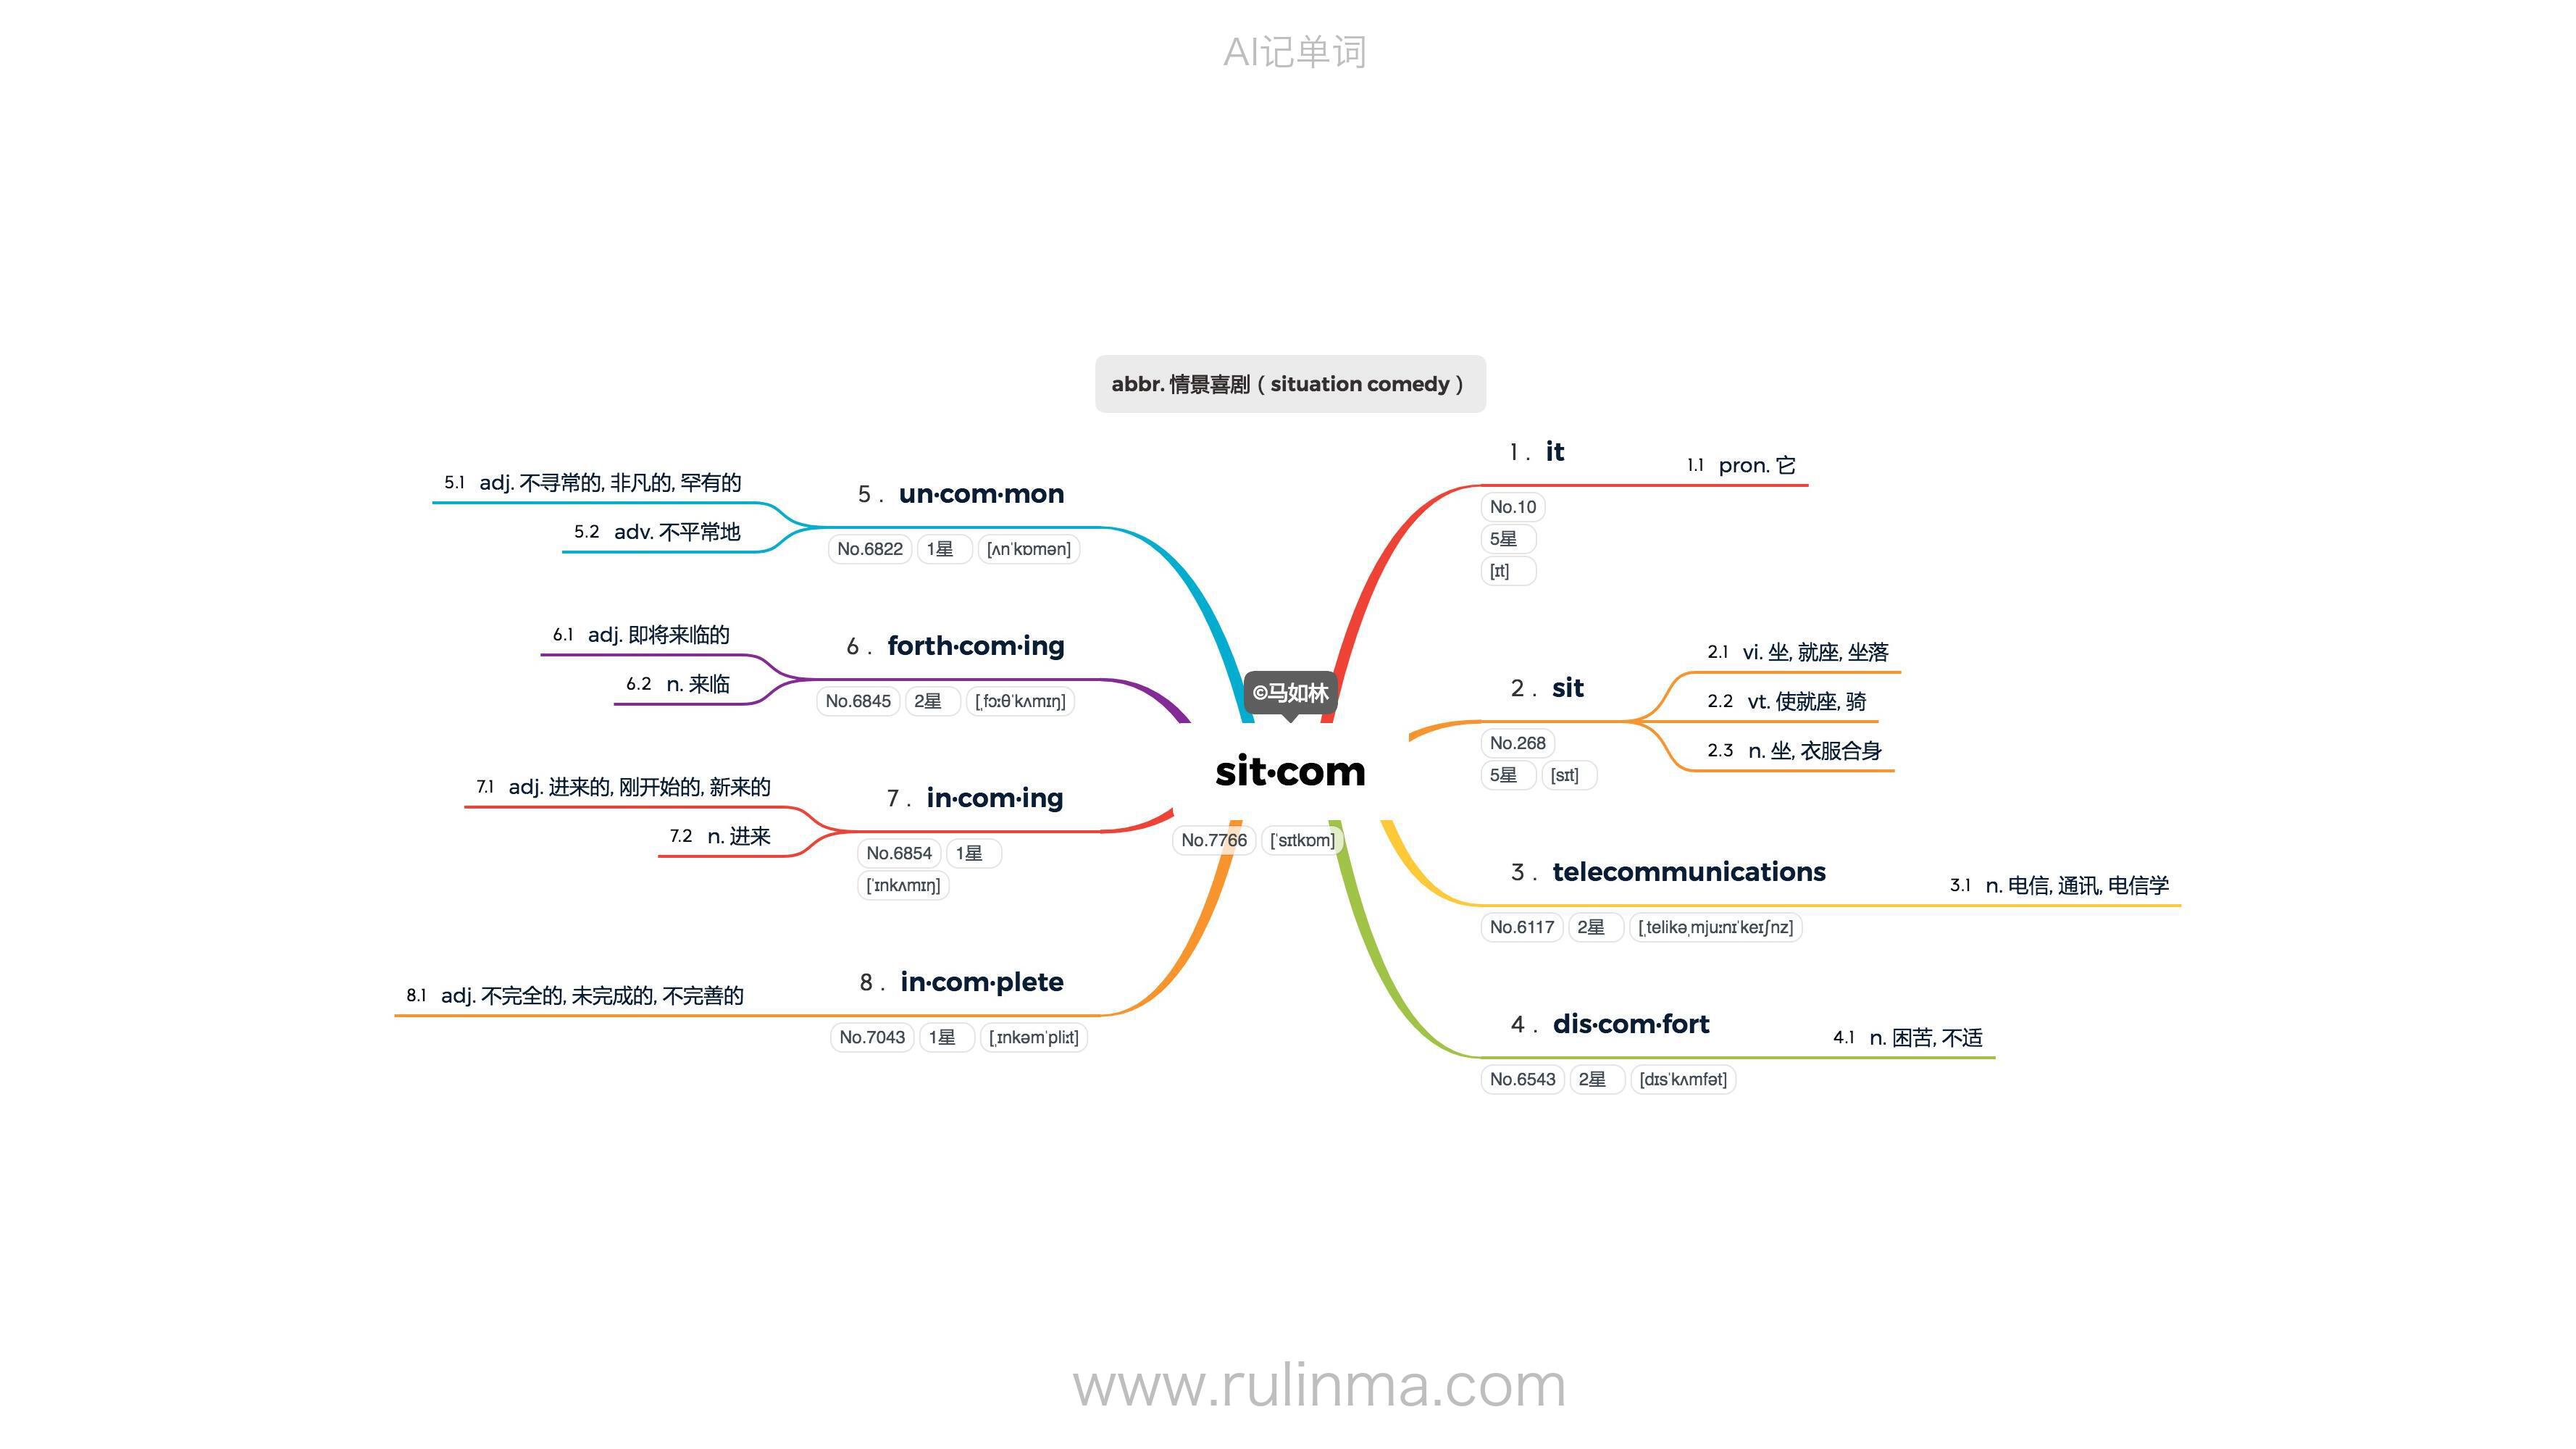 AI记单词
abbr. 情景喜剧（situation comedy）
©马如林
sit·com
No.7766 [ˈsɪtkɒm]
1 . it
1.1 pron. 它
No.10
5星
[ɪt]
2 . sit
2.1 vi. 坐, 就座, 坐落
2.2 vt. 使就座, 骑
2.3 n. 坐, 衣服合身
No.268
5星 [sɪt]
3 . telecommunications
3.1 n. 电信, 通讯, 电信学
No.6117 2星 [ˌtelikəˌmjuːnɪˈkeɪʃnz]
4 . dis·com·fort
4.1 n. 困苦, 不适
No.6543 2星 [dɪsˈkʌmfət]
5 . un·com·mon
5.1 adj. 不寻常的, 非凡的, 罕有的
5.2 adv. 不平常地
No.6822 1星 [ʌnˈkɒmən]
6 . forth·com·ing
6.1 adj. 即将来临的
6.2 n. 来临
No.6845 2星 [ˌfɔːθˈkʌmɪŋ]
7 . in·com·ing
7.1 adj. 进来的, 刚开始的, 新来的
7.2 n. 进来
No.6854 1星
[ˈɪnkʌmɪŋ]
8 . in·com·plete
8.1 adj. 不完全的, 未完成的, 不完善的
No.7043 1星 [ˌɪnkəmˈpliːt]
www.rulinma.com